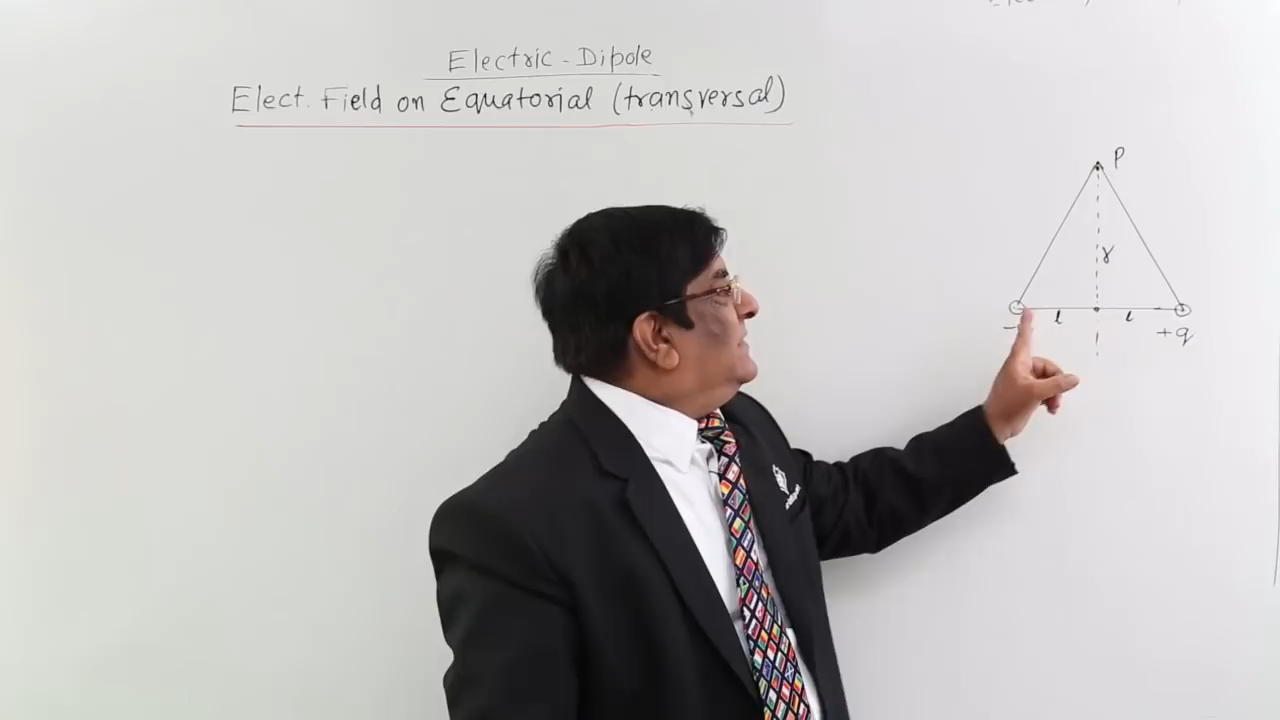 Electric - Dipole
Elect. Field on Equatorial (transversal)
P
r
l
l
+q